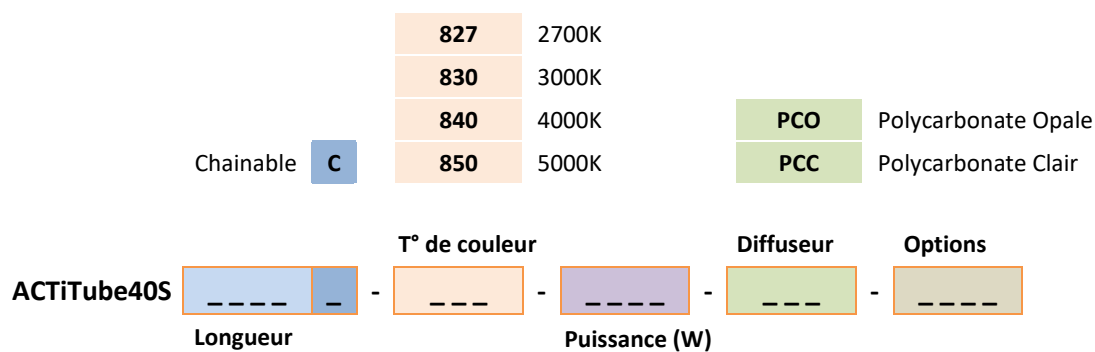 827 2700K
830 3000K
840 4000K PCO Polycarbonate Opale
Chainable C 850 5000K PCC Polycarbonate Clair
T° de couleur Diffuseur Options
ACTiTube40S _ _ _ _ _ - _ _ _ - _ _ _ _ - _ _ _ - _ _ _ _
Longueur Puissance (W)